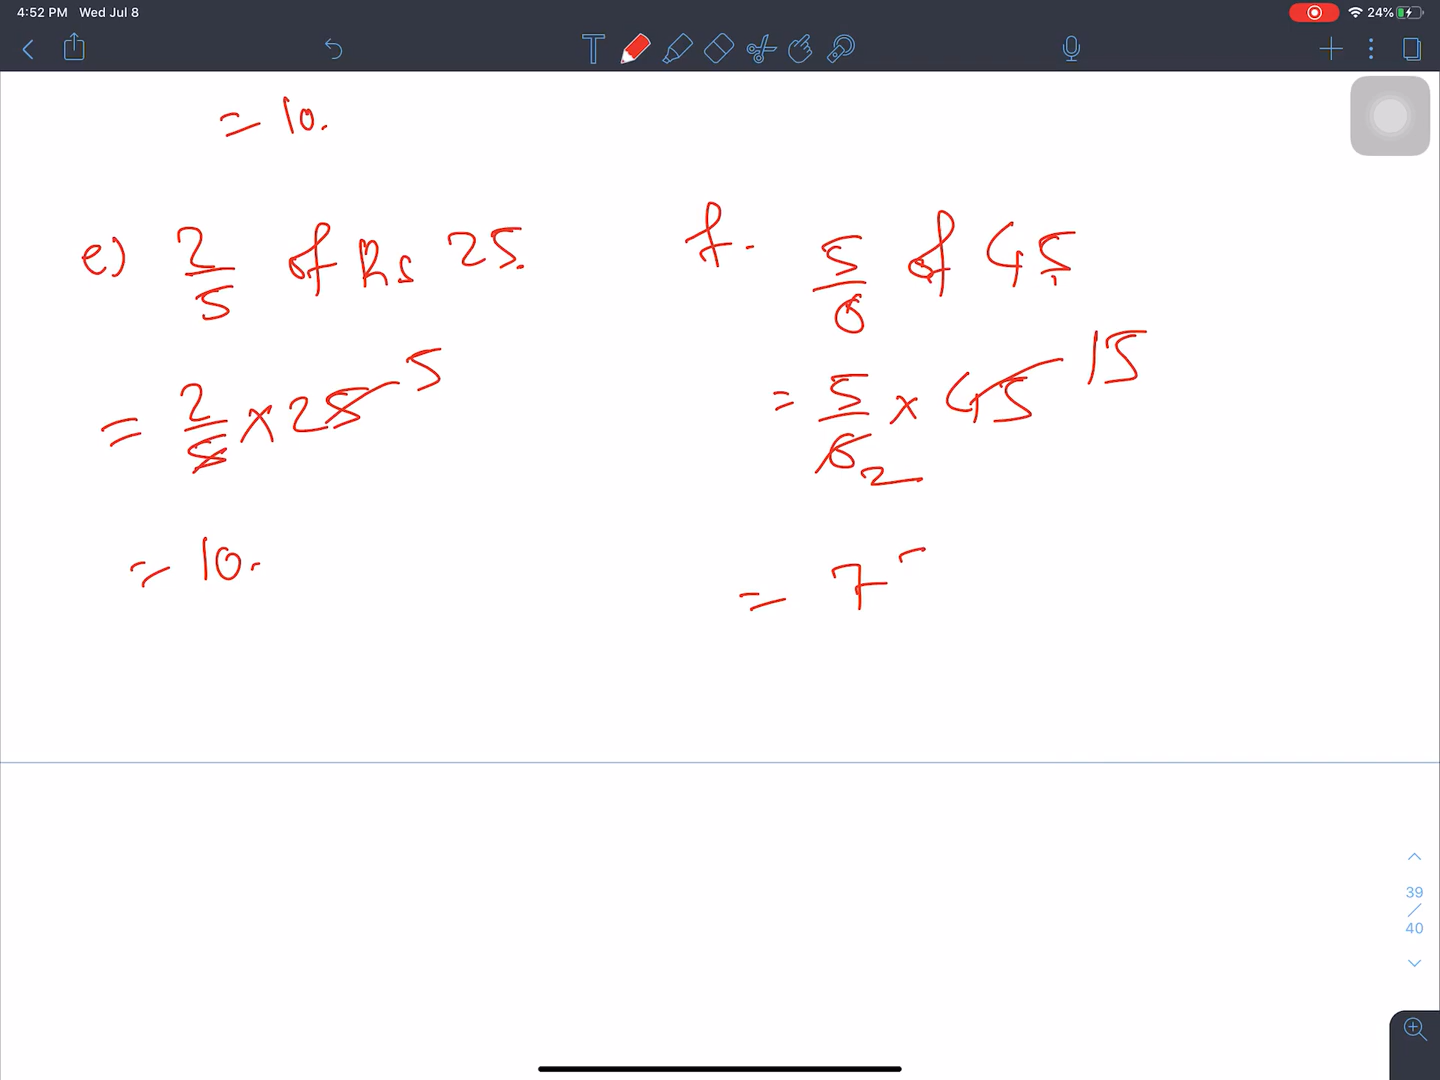 4:52 PM Wed Jul 8
24%
T
= 10.
e) 2/5 of Rs 25.
= 2/5 × 25 5
= 10.
f. 5/6 of 45
= 5/6 2 × 45 15
= 7
39
/
40